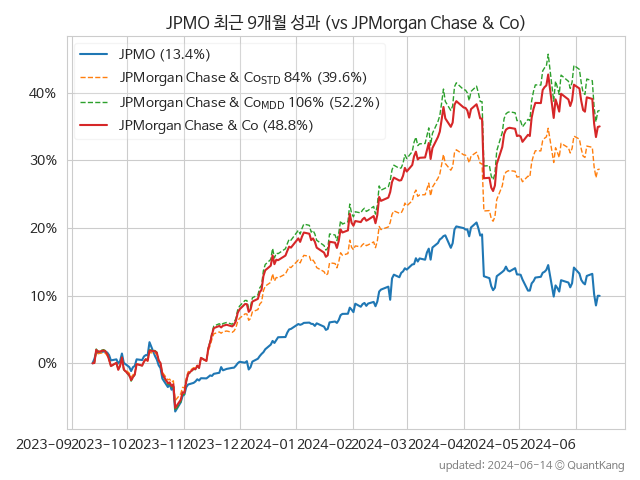 JPMO 최근 9개월 성과 (vs JPMorgan Chase & Co)
JPMO (13.4%)
JPMorgan Chase & CoSTD 84% (39.6%)
JPMorgan Chase & CoMDD 106% (52.2%)
JPMorgan Chase & Co (48.8%)
40%
30%
20%
10%
0%
2023-09 2023-10 2023-11 2023-12 2024-01 2024-02 2024-03 2024-04 2024-05 2024-06
updated: 2024-06-14 © QuantKang